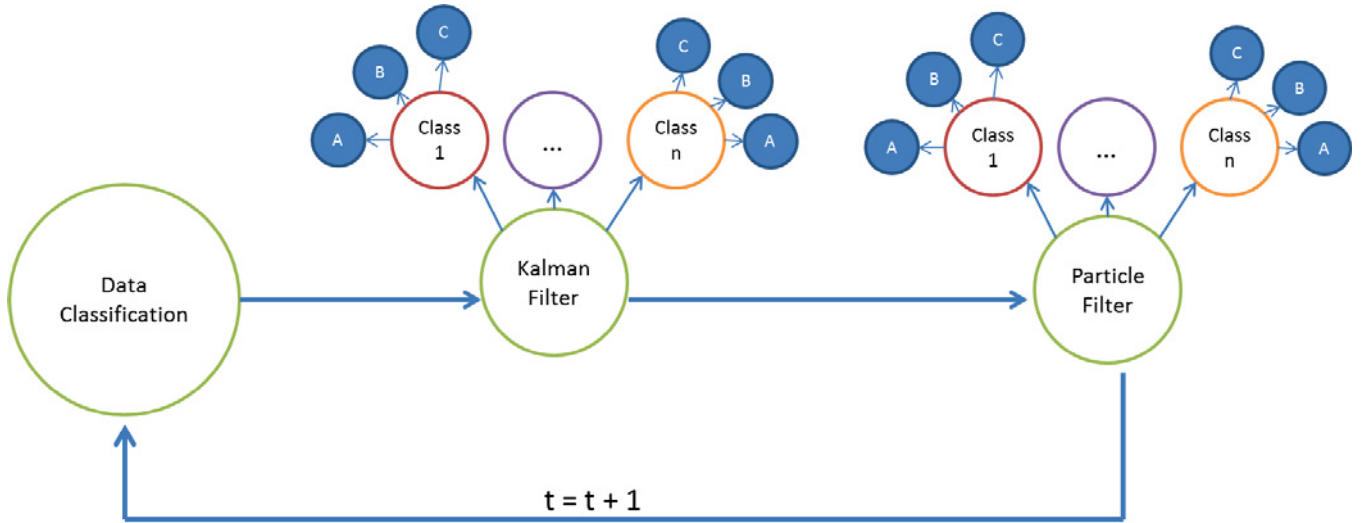 C
C
B
B
A
Class
1
...
Class
n
A
C
C
B
B
A
Class
1
...
Class
n
A
Data
Classification
Kalman
Filter
Particle
Filter
t = t + 1